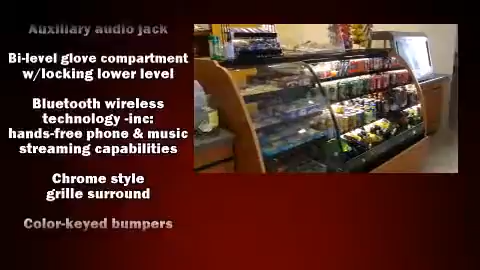 Auxiliary audio jack
Bi-level glove compartment
w/locking lower level
Bluetooth wireless
technology -inc:
hands-free phone & music
streaming capabilities
Chrome style
grille surround
Color-keyed bumpers